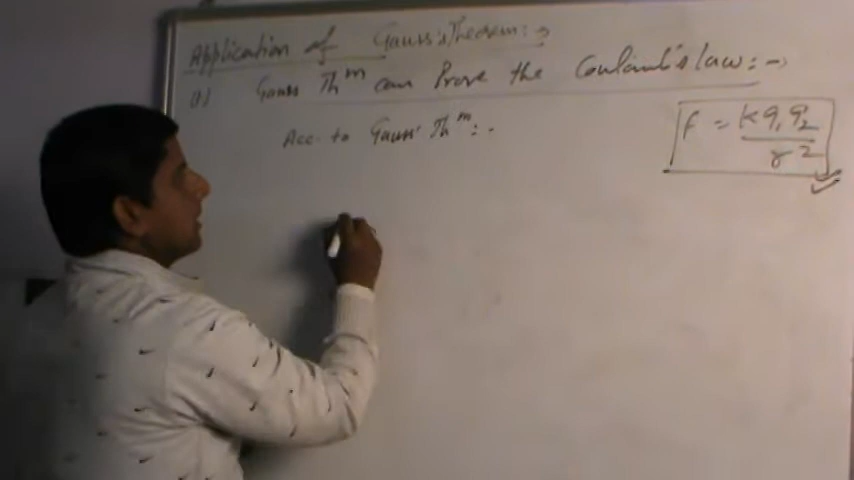 Application of Gauss's Theorem:→
(1) Gauss Thm can Prove the Coulomb's law:→
Acc. to Gauss' Thm:-
F = K q1 q2 / r2